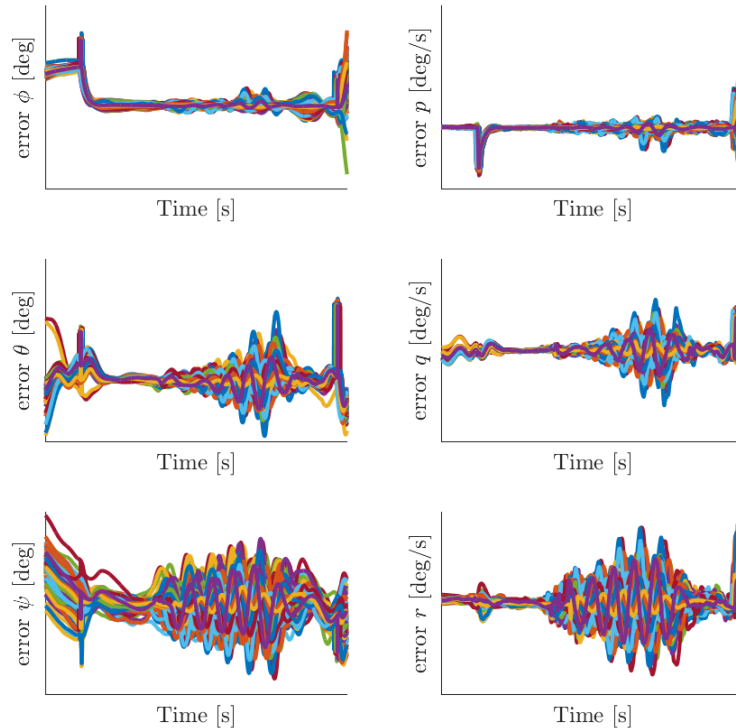 error ϕ [deg]
Time [s]
error p [deg/s]
Time [s]
error θ [deg]
Time [s]
error q [deg/s]
Time [s]
error ψ [deg]
Time [s]
error r [deg/s]
Time [s]